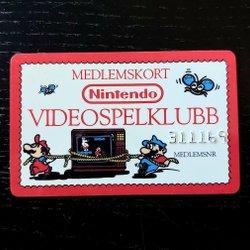 MEDLEMSKORT
Nintendo
VIDEOSPELKLUBB
311169
MEDLEMSNR